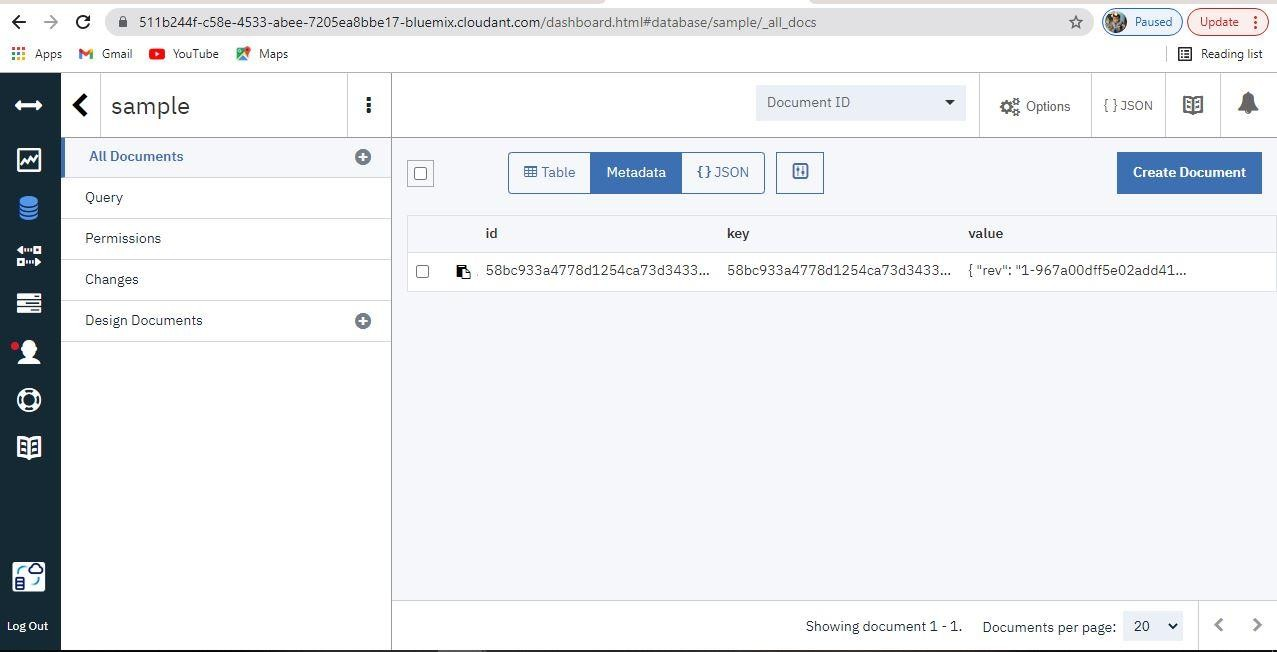 511b244f-c58e-4533-abee-7205ea8bbe17-bluemix.cloudant.com/dashboard.html#database/sample/_all_docs
Paused
Update
Apps
Gmail
YouTube
Maps
Reading list
sample
Document ID
Options
{ } JSON
All Documents
Query
Permissions
Changes
Design Documents
Table
Metadata
{ } JSON
Create Document
id key value
58bc933a4778d1254ca73d3433... 58bc933a4778d1254ca73d3433... { "rev": "1-967a00dff5e02add41...
Showing document 1 - 1. Documents per page: 20
Log Out